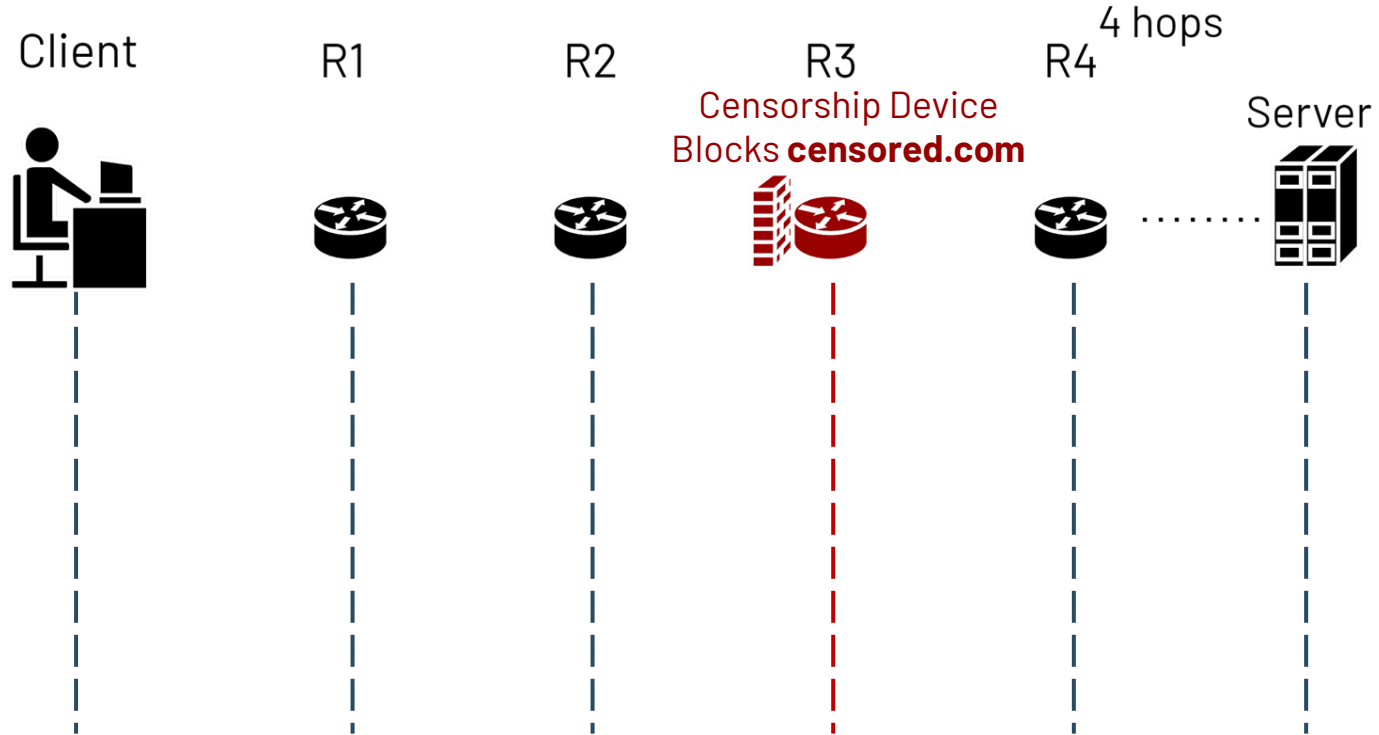 Client
R1
R2
R3
R4
4 hops
Censorship Device
Blocks censored.com
Server